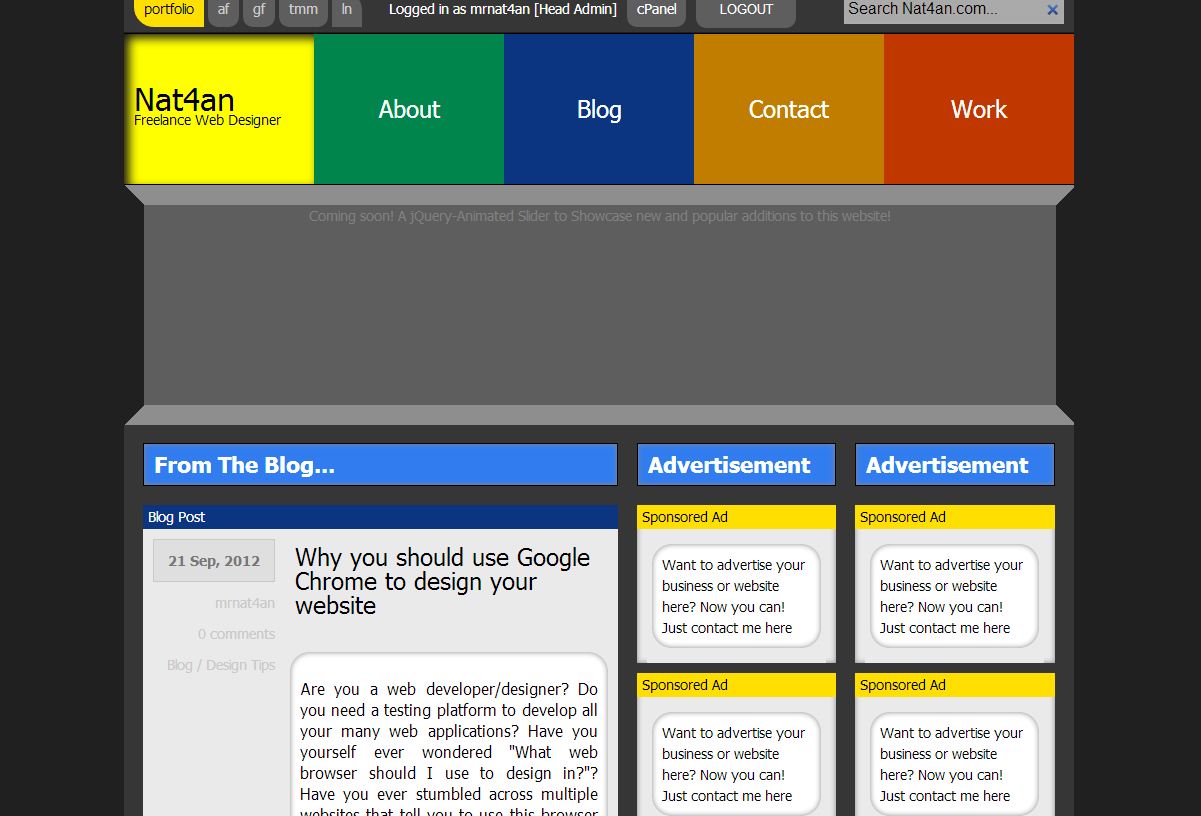 portfolio af gf tmm ln Logged in as mrnat4an [Head Admin] cPanel LOGOUT Search Nat4an.com...
Nat4an
Freelance Web Designer
About Blog Contact Work
Coming soon! A jQuery-Animated Slider to Showcase new and popular additions to this website!
From The Blog...
Blog Post
21 Sep, 2012
mrnat4an
0 comments
Blog / Design Tips
Why you should use Google
Chrome to design your
website
Are you a web developer/designer? Do
you need a testing platform to develop all
your many web applications? Have you
yourself ever wondered "What web
browser should I use to design in?"?
Have you ever stumbled across multiple
websites that tell you to use this browser
Advertisement
Sponsored Ad
Want to advertise your
business or website
here? Now you can!
Just contact me here
Sponsored Ad
Want to advertise your
business or website
here? Now you can!
Just contact me here
Advertisement
Sponsored Ad
Want to advertise your
business or website
here? Now you can!
Just contact me here
Sponsored Ad
Want to advertise your
business or website
here? Now you can!
Just contact me here